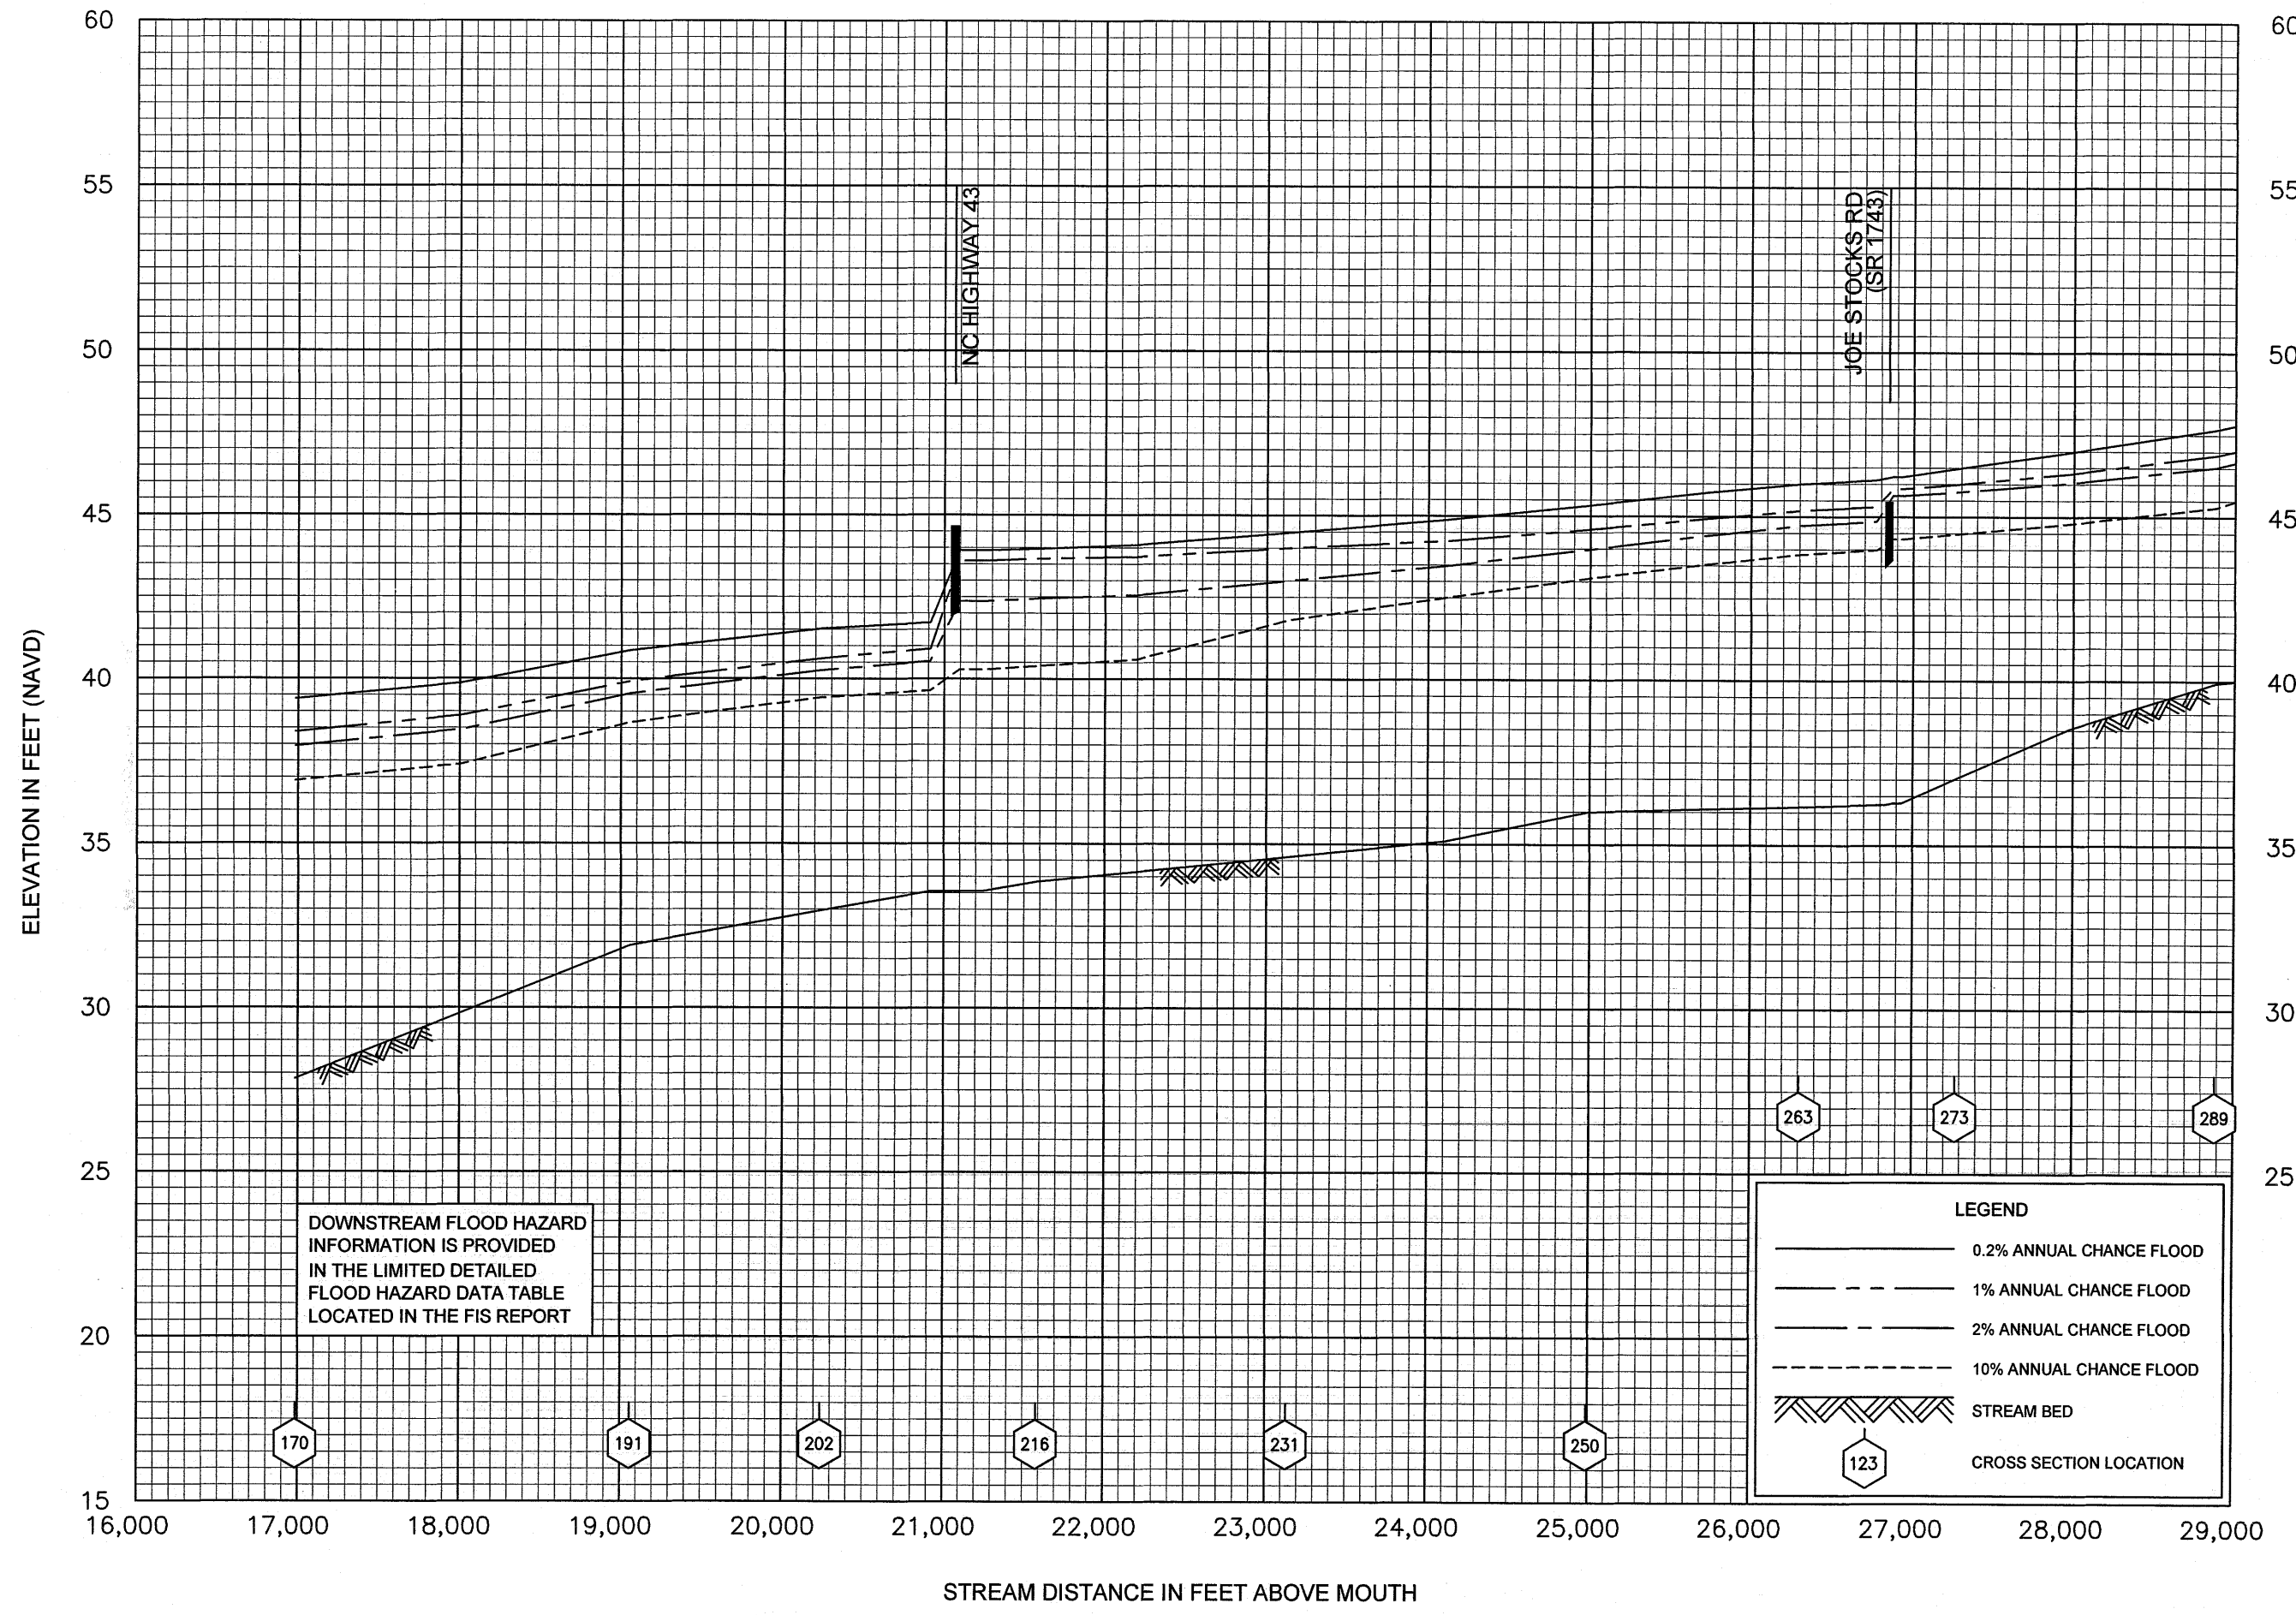 60
60
55
55
50
50
45
45
40
40
35
35
30
30
25
25
20
15
ELEVATION IN FEET (NAVD)
NC HIGHWAY 43
JOE STOCKS RD
(SR 1743)
263
273
289
170
191
202
216
231
250
DOWNSTREAM FLOOD HAZARD
INFORMATION IS PROVIDED
IN THE LIMITED DETAILED
FLOOD HAZARD DATA TABLE
LOCATED IN THE FIS REPORT
LEGEND
0.2% ANNUAL CHANCE FLOOD
1% ANNUAL CHANCE FLOOD
2% ANNUAL CHANCE FLOOD
10% ANNUAL CHANCE FLOOD
STREAM BED
123
CROSS SECTION LOCATION
16,000 17,000 18,000 19,000 20,000 21,000 22,000 23,000 24,000 25,000 26,000 27,000 28,000 29,000
STREAM DISTANCE IN FEET ABOVE MOUTH